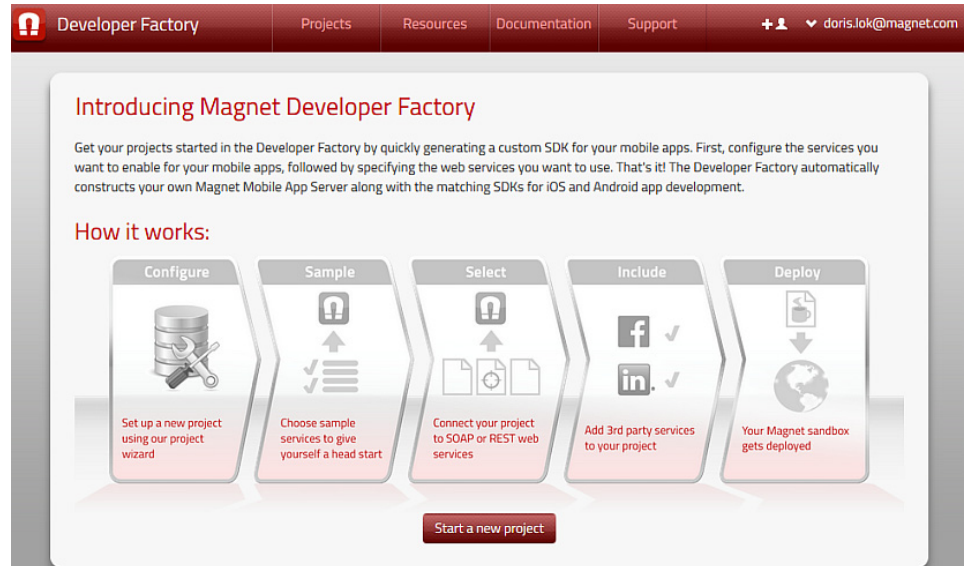 Developer Factory
Projects
Resources
Documentation
Support
doris.lok@magnet.com
Introducing Magnet Developer Factory
Get your projects started in the Developer Factory by quickly generating a custom SDK for your mobile apps. First, configure the services you
want to enable for your mobile apps, followed by specifying the web services you want to use. That's it! The Developer Factory automatically
constructs your own Magnet Mobile App Server along with the matching SDKs for iOS and Android app development.
How it works:
Configure
Set up a new project
using our project
wizard
Sample
Choose sample
services to give
yourself a head start
Select
Connect your project
to SOAP or REST web
services
Include
in.
Add 3rd party services
to your project
Deploy
Your Magnet sandbox
gets deployed
Start a new project